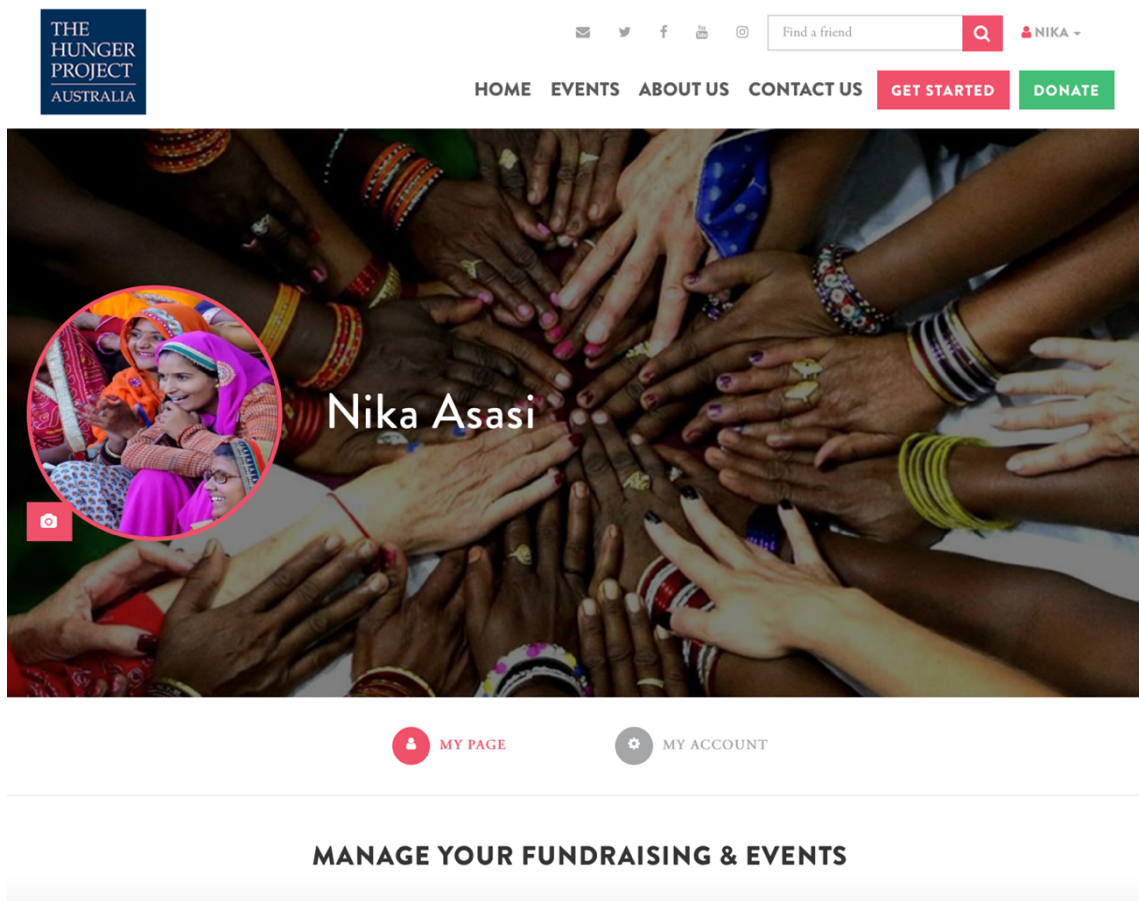 THE
HUNGER
PROJECT
AUSTRALIA
Find a friend
NIKA
HOME EVENTS ABOUT US CONTACT US GET STARTED DONATE
Nika Asasi
MY PAGE MY ACCOUNT
MANAGE YOUR FUNDRAISING & EVENTS